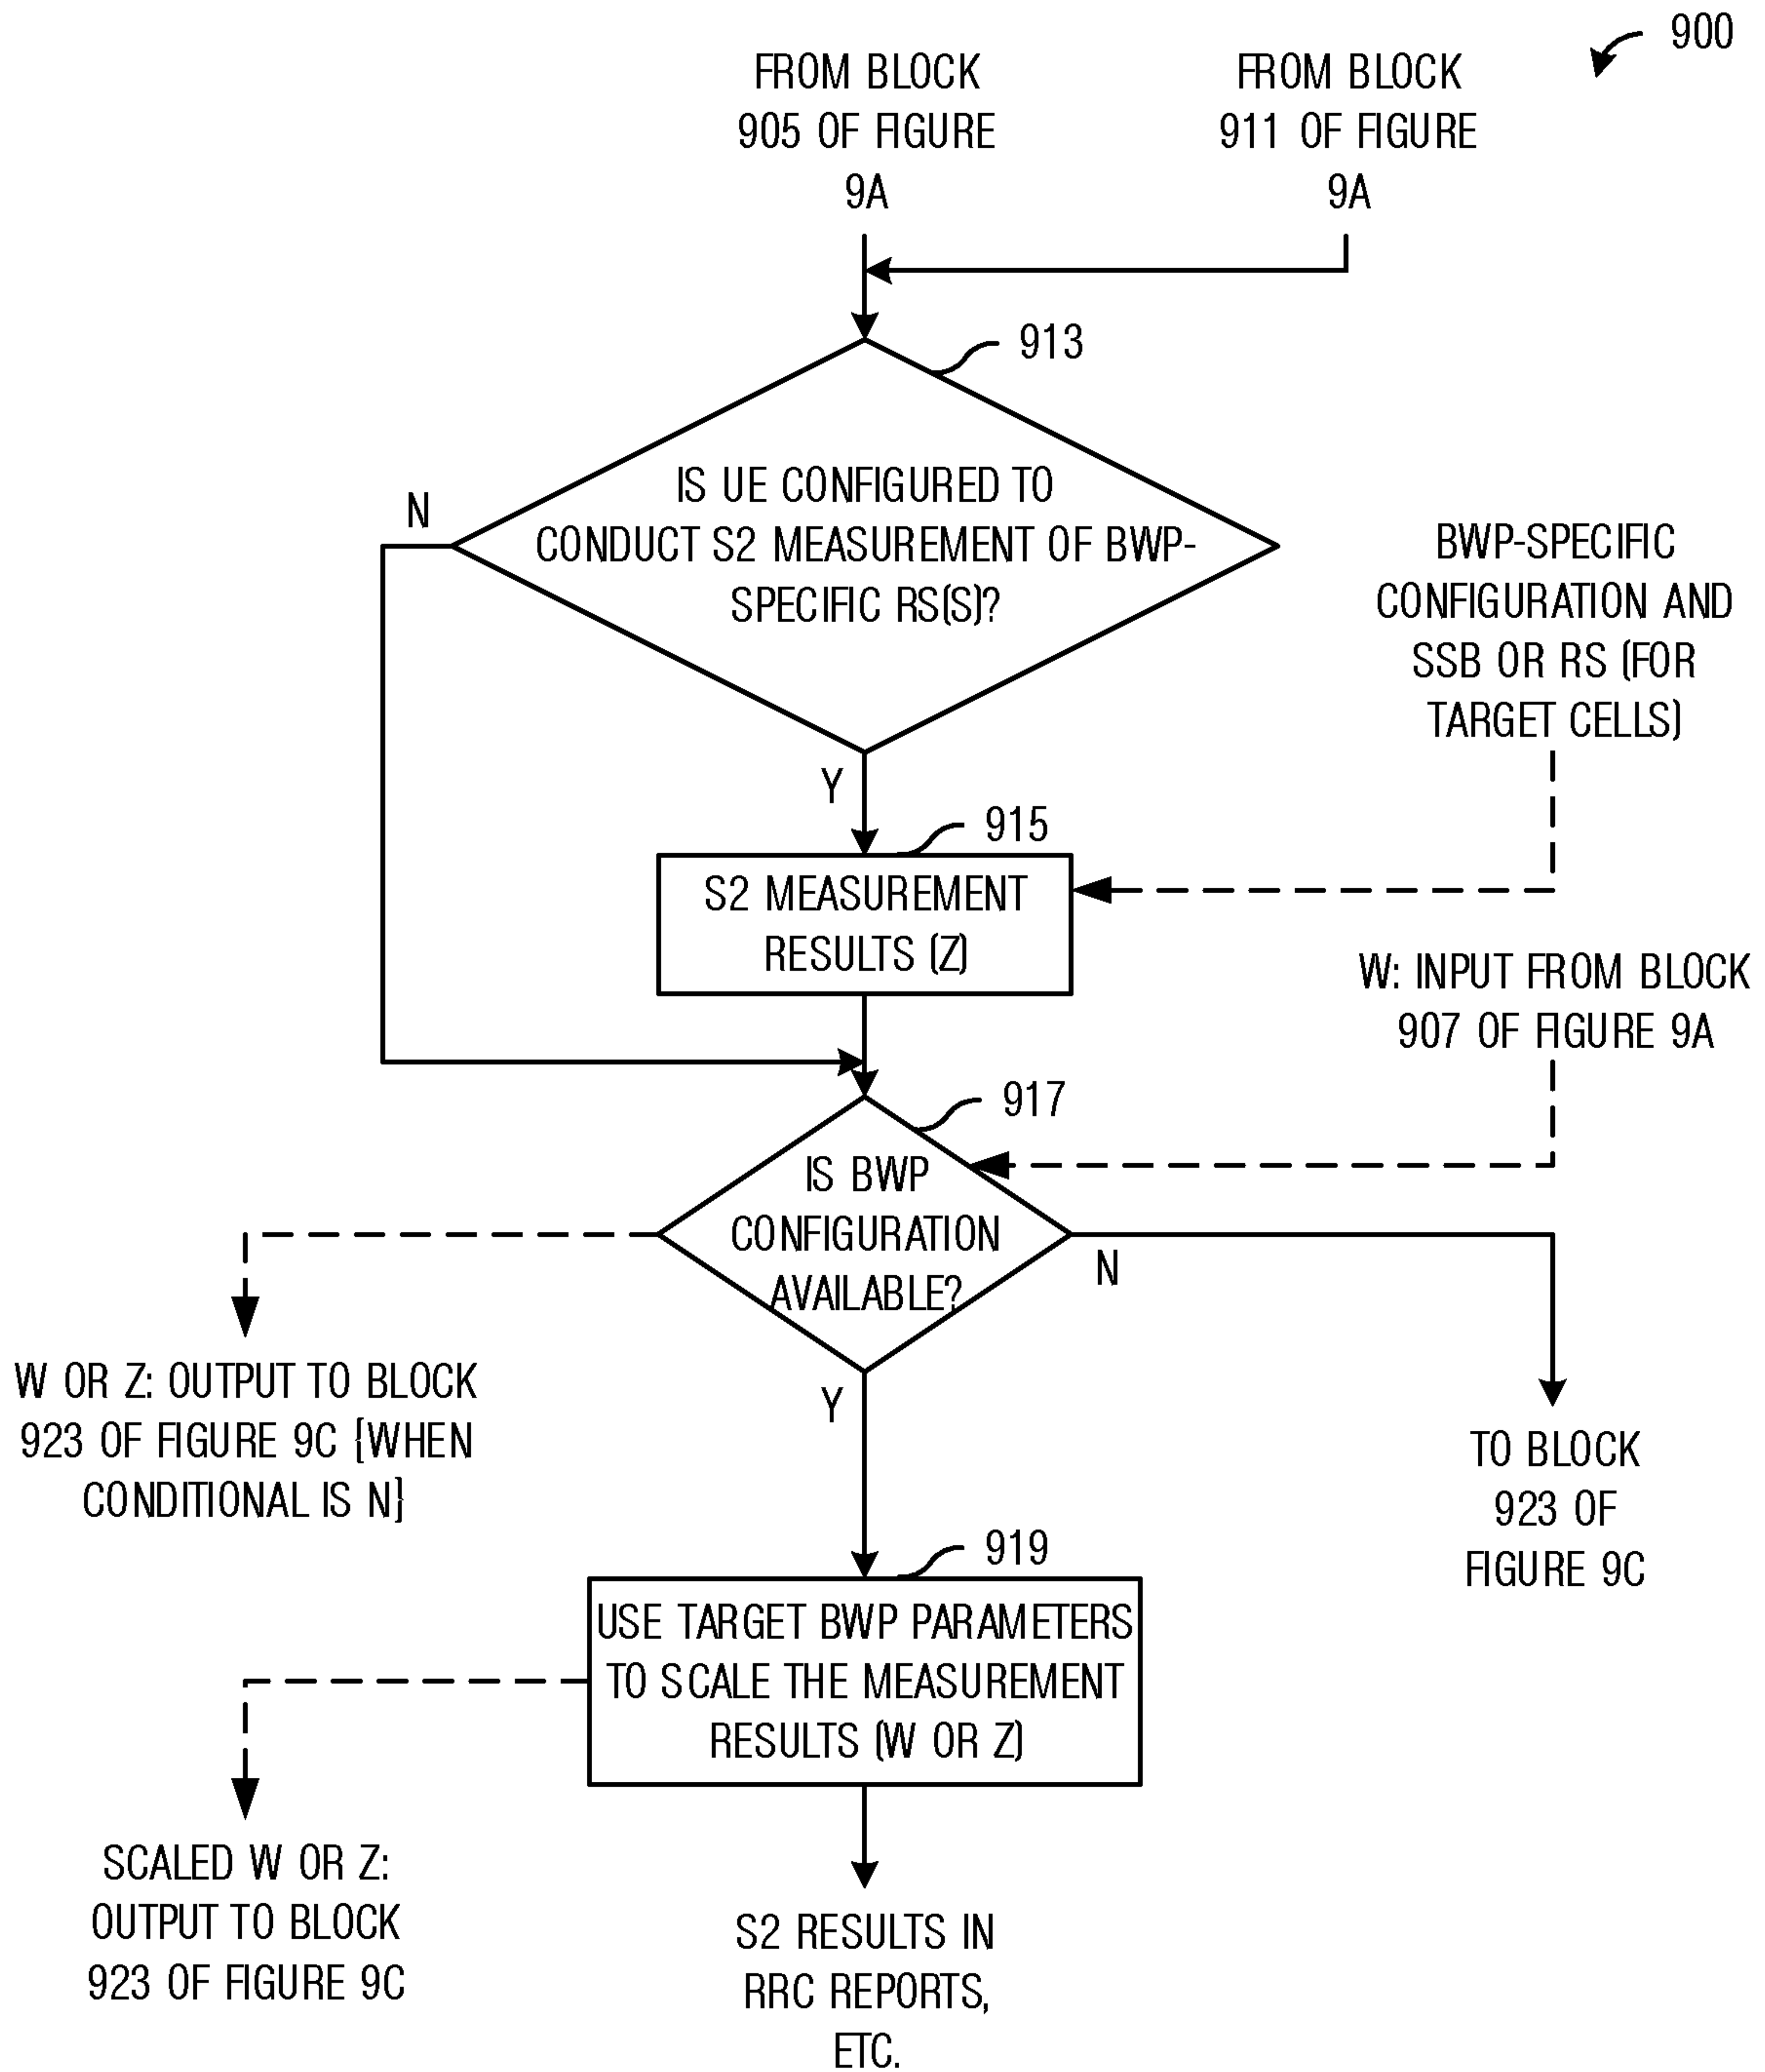 900
FROM BLOCK
905 OF FIGURE
9A
FROM BLOCK
911 OF FIGURE
9A
913
IS UE CONFIGURED TO
CONDUCT S2 MEASUREMENT OF BWP-
SPECIFIC RS(S)?
N
Y
BWP-SPECIFIC
CONFIGURATION AND
SSB OR RS (FOR
TARGET CELLS)
915
S2 MEASUREMENT
RESULTS (Z)
W: INPUT FROM BLOCK
907 OF FIGURE 9A
917
IS BWP
CONFIGURATION
AVAILABLE?
N
Y
W OR Z: OUTPUT TO BLOCK
923 OF FIGURE 9C {WHEN
CONDITIONAL IS N}
TO BLOCK
923 OF
FIGURE 9C
919
USE TARGET BWP PARAMETERS
TO SCALE THE MEASUREMENT
RESULTS (W OR Z)
SCALED W OR Z:
OUTPUT TO BLOCK
923 OF FIGURE 9C
S2 RESULTS IN
RRC REPORTS,
ETC.